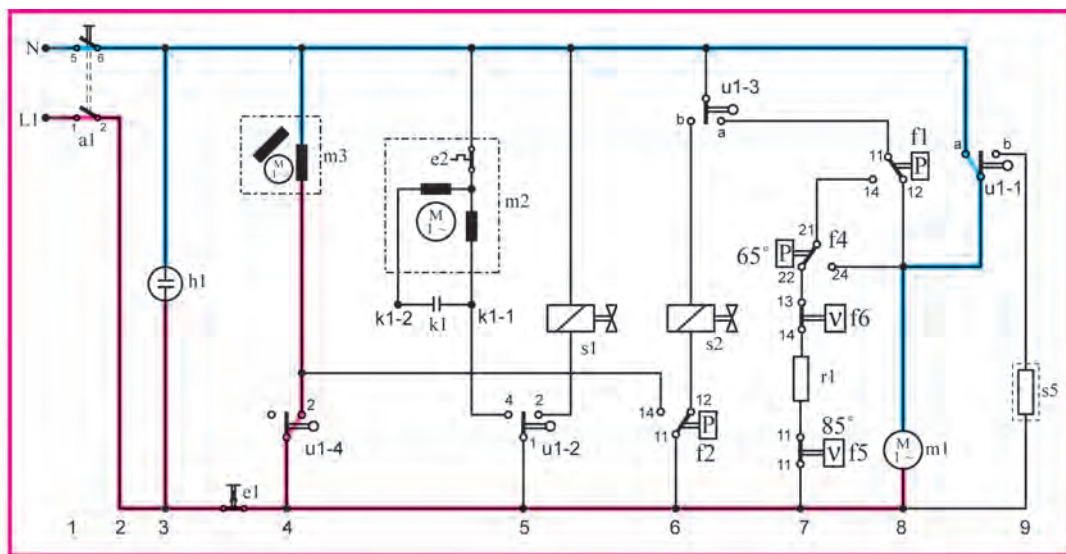 N
5
6
L1
1
2
a1
h1
e1
M
1~
m3
2
u1-4
e2
M
1~
m2
k1-2
k1
k1-1
4
2
1
u1-2
s1
u1-3
b
a
s2
14
12
11
P
f2
11
f1
P
14
12
21
f4
65°
P
22
24
13
V
f6
14
r1
11
85°
V
f5
11
a
b
u1-1
M
1~
m1
s5
1
2
3
4
5
6
7
8
9